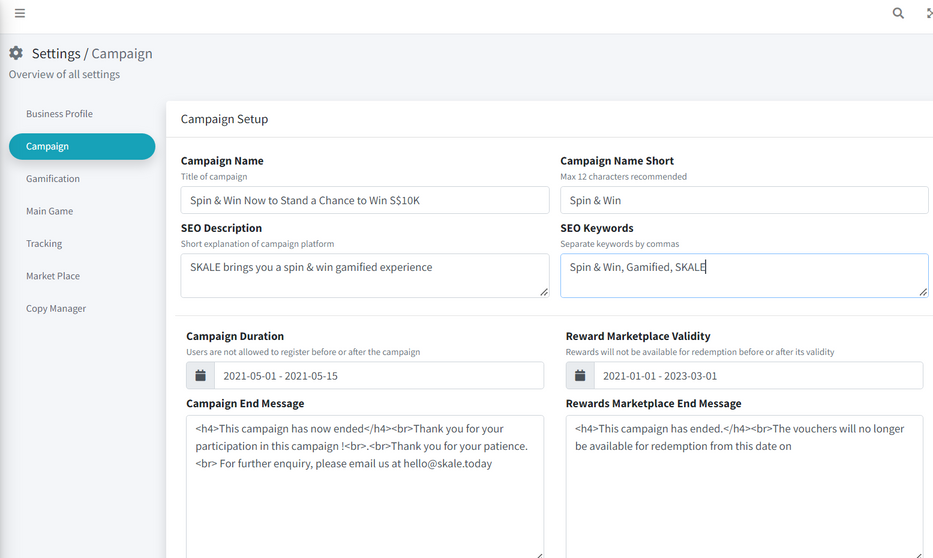 Settings / Campaign
Overview of all settings
Business Profile
Campaign
Gamification
Main Game
Tracking
Market Place
Copy Manager
Campaign Setup
Campaign Name
Title of campaign
Spin & Win Now to Stand a Chance to Win S$10K
Campaign Name Short
Max 12 characters recommended
Spin & Win
SEO Description
Short explanation of campaign platform
SKALE brings you a spin & win gamified experience
SEO Keywords
Separate keywords by commas
Spin & Win, Gamified, SKALE
Campaign Duration
Users are not allowed to register before or after the campaign
2021-05-01 - 2021-05-15
Reward Marketplace Validity
Rewards will not be available for redemption before or after its validity
2021-01-01 - 2023-03-01
Campaign End Message
<h4>This campaign has now ended</h4><br>Thank you for your
participation in this campaign !<br>.<br>Thank you for your patience.
<br> For further enquiry, please email us at hello@skale.today
Rewards Marketplace End Message
<h4>This campaign has ended.</h4><br>The vouchers will no longer
be available for redemption from this date on